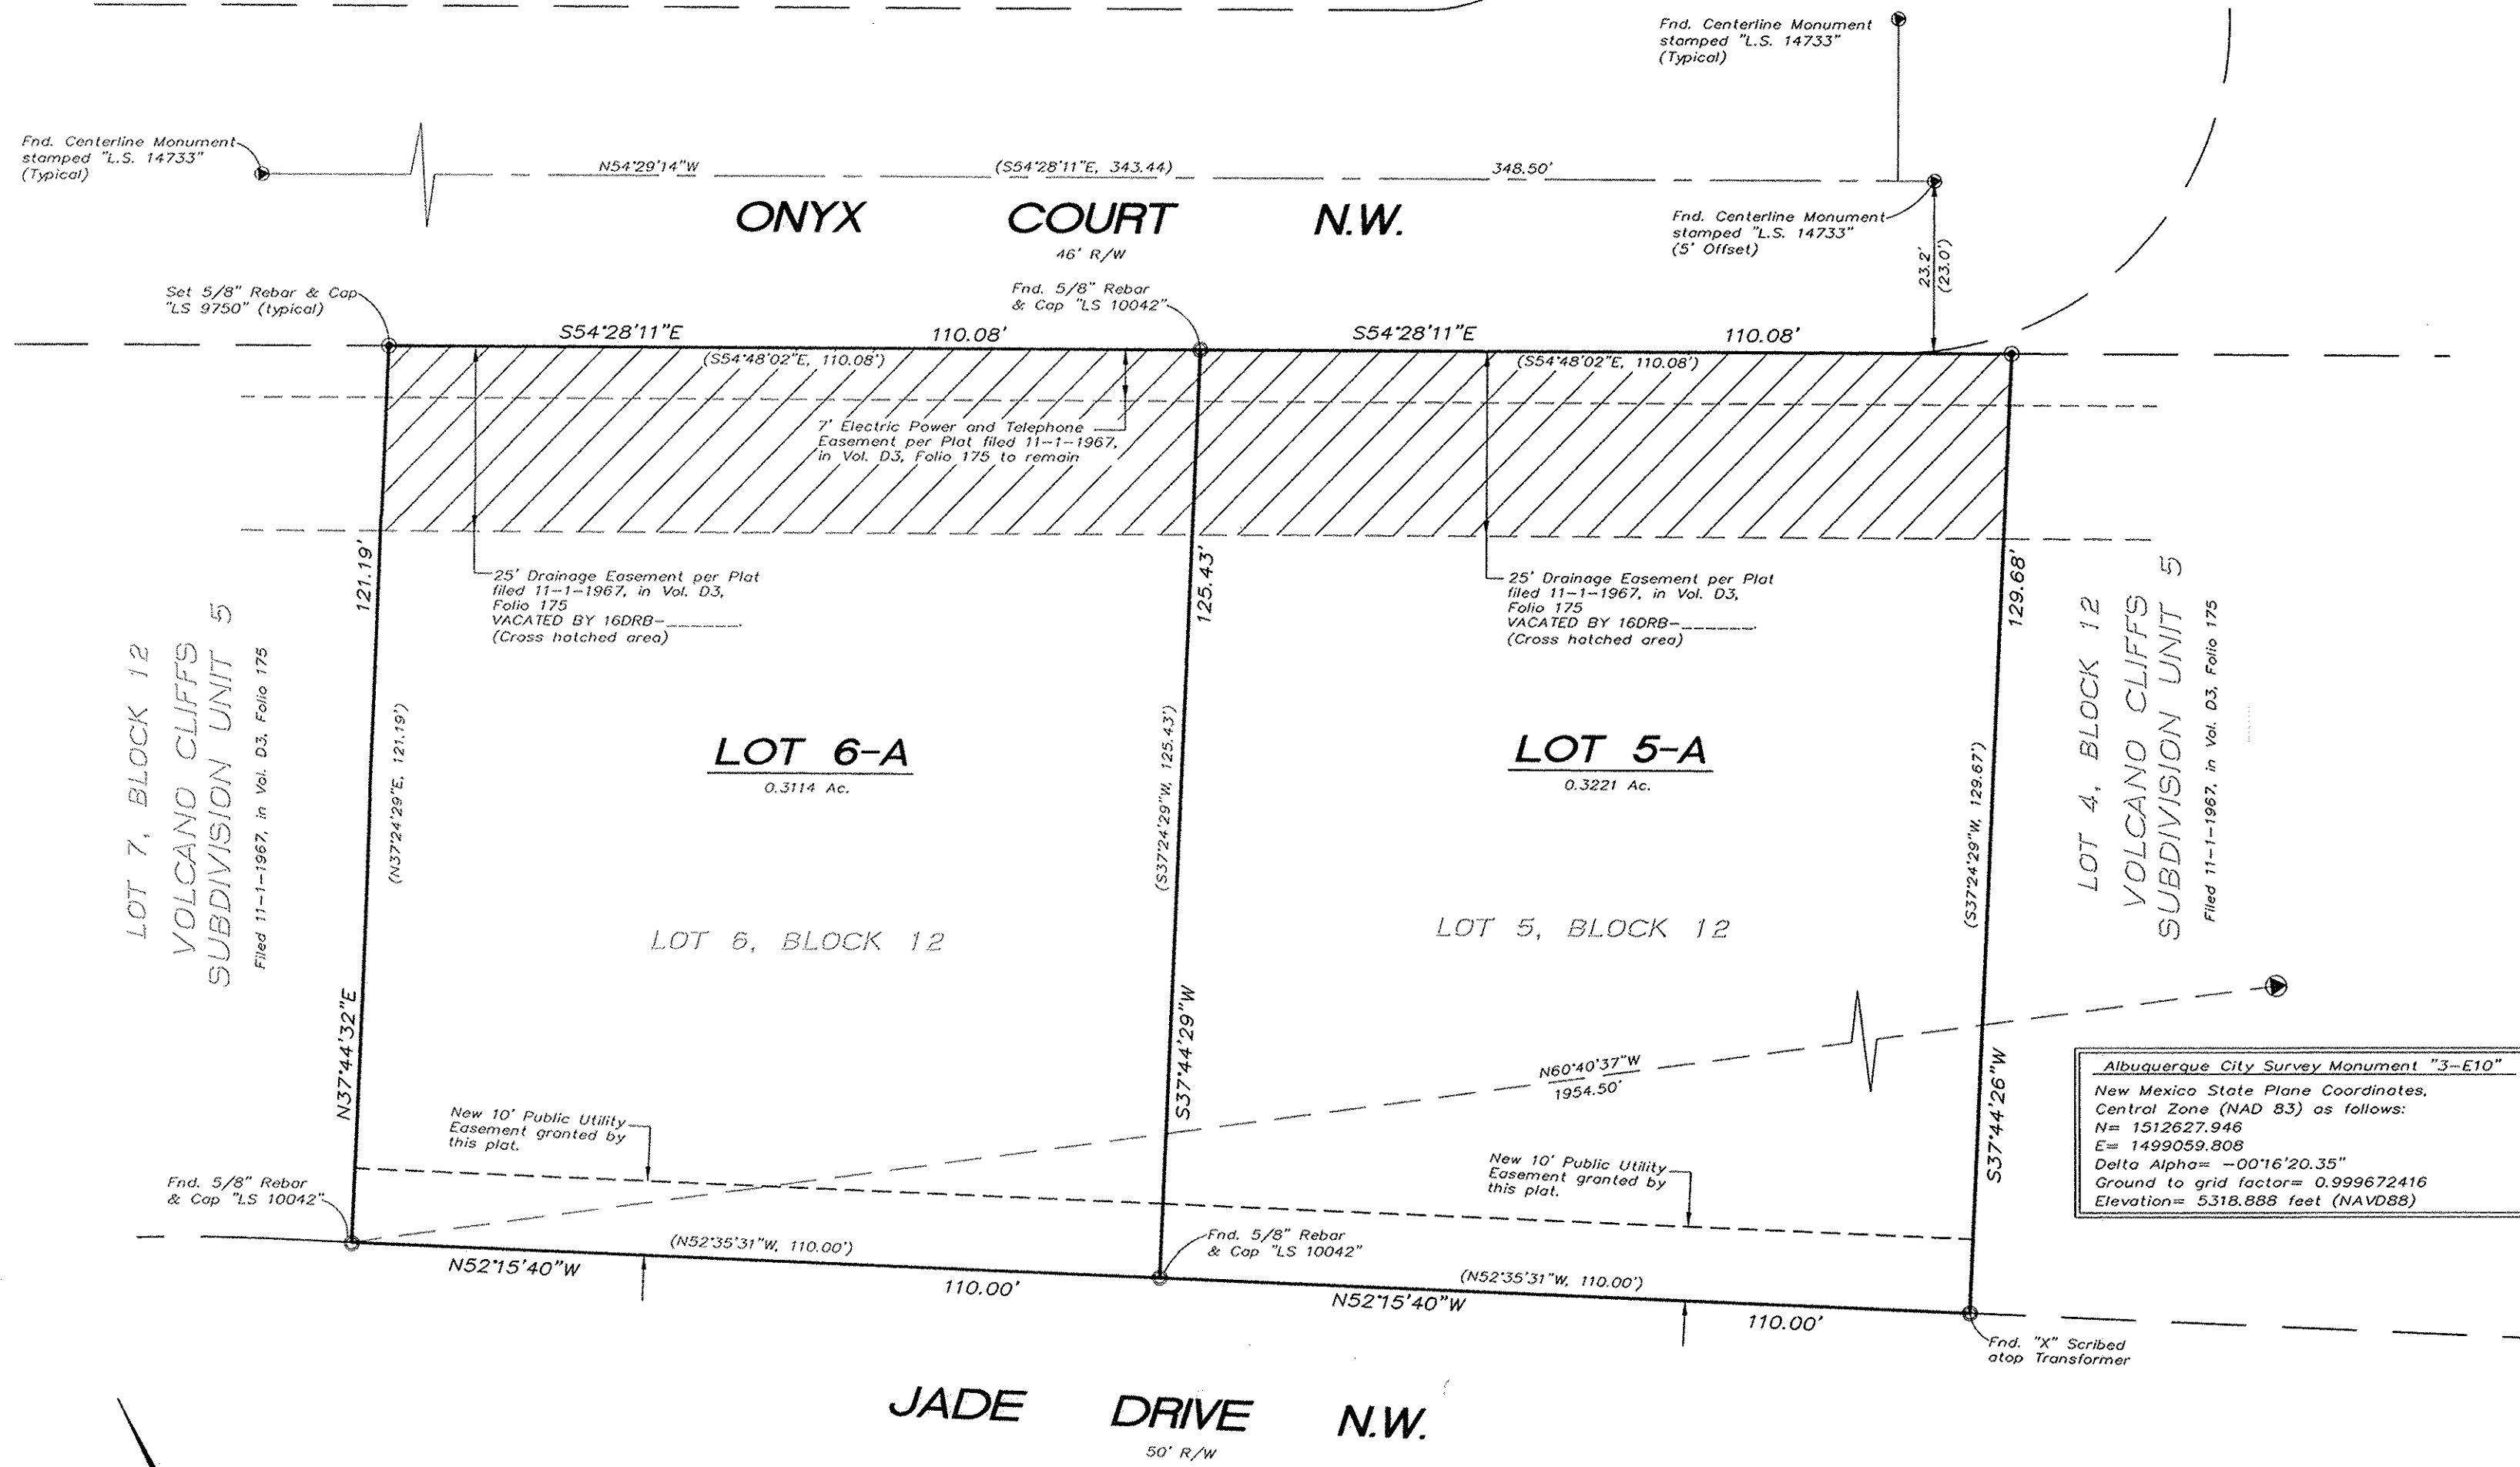 Fnd. Centerline Monument
stamped "L.S. 14733"
(Typical)
Fnd. Centerline Monument
stamped "L.S. 14733"
(Typical)
N54°29'14"W
(S54°28'11"E, 343.44)
348.50'
ONYX COURT N.W.
46' R/W
Fnd. Centerline Monument
stamped "L.S. 14733"
(5' Offset)
23.2'
(23.0')
Set 5/8" Rebar & Cap
"LS 9750" (typical)
Fnd. 5/8" Rebar
& Cap "LS 10042"
S54°28'11"E
110.08'
S54°28'11"E
110.08'
(S54°48'02"E, 110.08')
(S54°48'02"E, 110.08')
7' Electric Power and Telephone
Easement per Plat filed 11-1-1967,
in Vol. D3, Folio 175 to remain
121.19'
125.43'
129.68'
25' Drainage Easement per Plat
filed 11-1-1967, in Vol. D3,
Folio 175
VACATED BY 16DRB-_______.
(Cross hatched area)
25' Drainage Easement per Plat
filed 11-1-1967, in Vol. D3,
Folio 175
VACATED BY 16DRB-_______.
(Cross hatched area)
LOT 7, BLOCK 12
VOLCANO CLIFFS
SUBDIVISION UNIT 5
Filed 11-1-1967, in Vol. D3, Folio 175
(N37°24'29"E, 121.19')
LOT 6-A
0.3114 Ac.
(S37°24'29"W, 125.43')
LOT 5-A
0.3221 Ac.
(S37°24'29"W, 129.67')
LOT 4, BLOCK 12
VOLCANO CLIFFS
SUBDIVISION UNIT 5
Filed 11-1-1967, in Vol. D3, Folio 175
LOT 6, BLOCK 12
LOT 5, BLOCK 12
N37°44'32"E
S37°44'29"W
S37°44'26"W
N60°40'37"W
1954.50'
Albuquerque City Survey Monument "3-E10"
New Mexico State Plane Coordinates,
Central Zone (NAD 83) as follows:
N= 1512627.946
E= 1499059.808
Delta Alpha= -00°16'20.35"
Ground to grid factor= 0.999672416
Elevation= 5318.888 feet (NAVD88)
New 10' Public Utility
Easement granted by
this plat.
New 10' Public Utility
Easement granted by
this plat.
Fnd. 5/8" Rebar
& Cap "LS 10042"
Fnd. 5/8" Rebar
& Cap "LS 10042"
(N52°35'31"W, 110.00')
N52°15'40"W
110.00'
(N52°35'31"W, 110.00')
N52°15'40"W
110.00'
Fnd. "X" Scribed
atop Transformer
JADE DRIVE N.W.
50' R/W